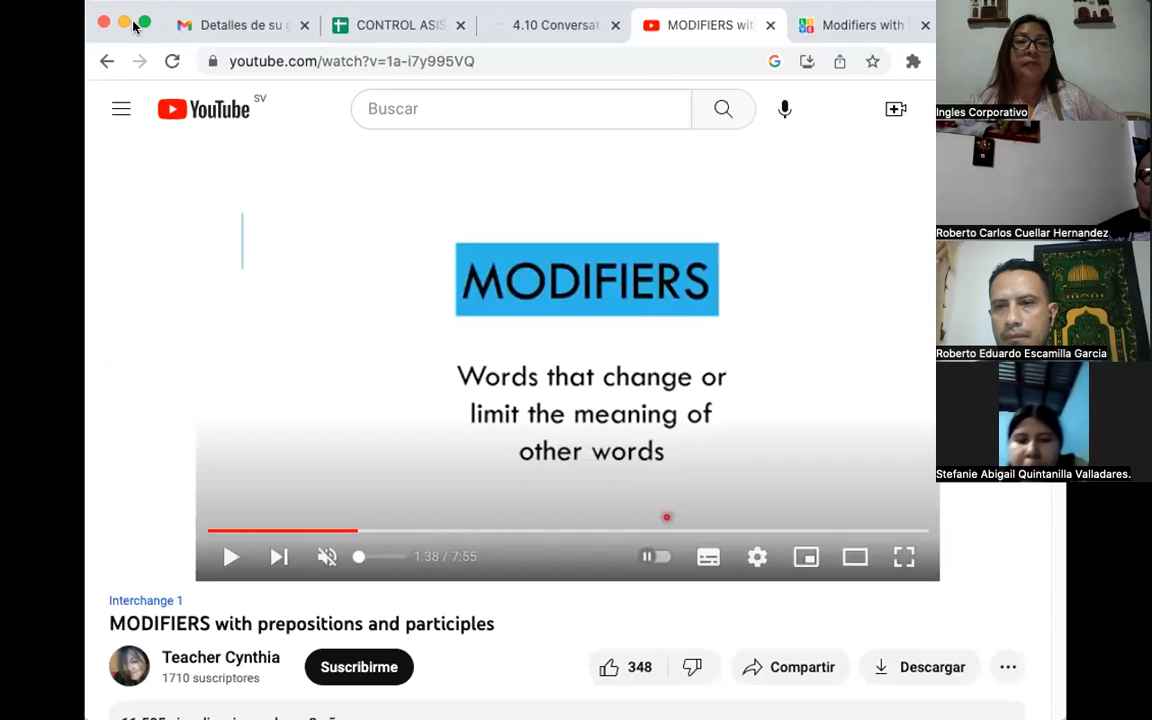 Detalles de su g
CONTROL ASIS
4.10 Conversat
MODIFIERS wit
Modifiers with
youtube.com/watch?v=1a-i7y995VQ
YouTube SV
Buscar
MODIFIERS
Words that change or
limit the meaning of
other words
1:38 / 7:55
Interchange 1
MODIFIERS with prepositions and participles
Teacher Cynthia
1710 suscriptores
Suscribirme
348
Compartir
Descargar
Ingles Corporativo
Roberto Carlos Cuellar Hernandez
Roberto Eduardo Escamilla Garcia
Stefanie Abigail Quintanilla Valladares.